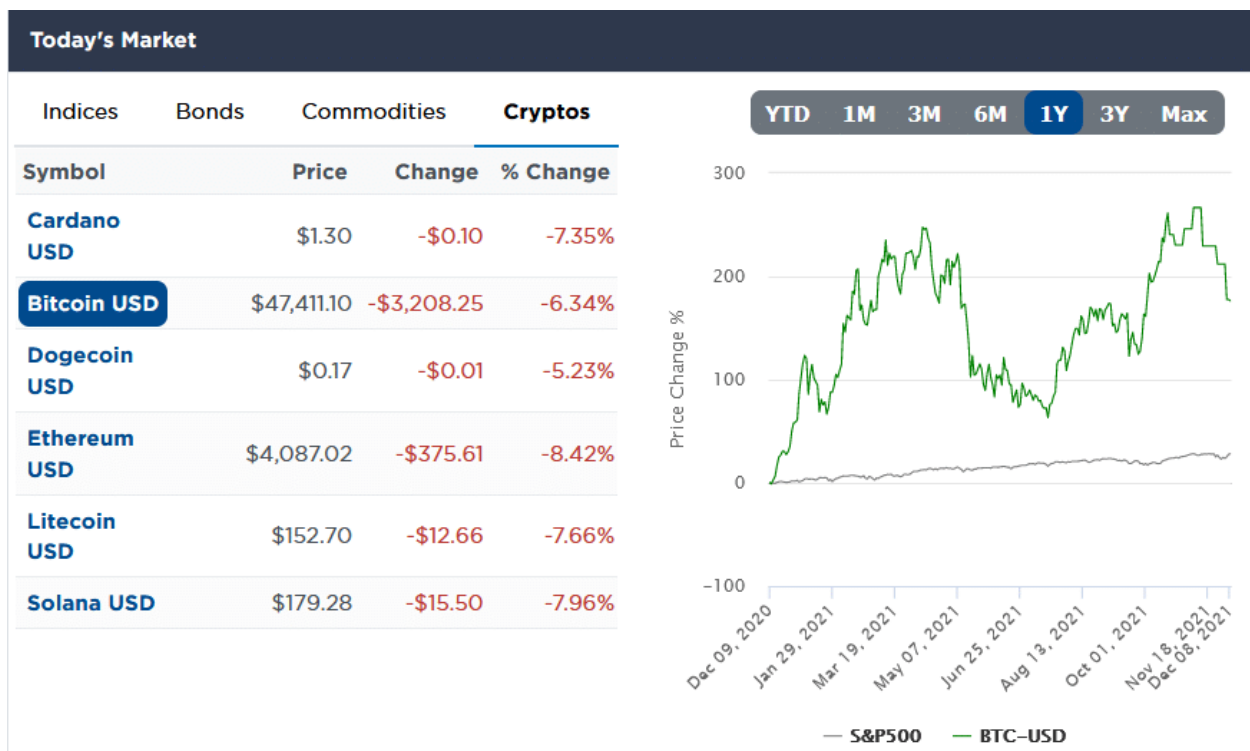 Today's Market
Indices Bonds Commodities Cryptos
Symbol Price Change % Change
Cardano
USD
$1.30 -$0.10 -7.35%
Bitcoin USD $47,411.10 -$3,208.25 -6.34%
Dogecoin
USD
$0.17 -$0.01 -5.23%
Ethereum
USD
$4,087.02 -$375.61 -8.42%
Litecoin
USD
$152.70 -$12.66 -7.66%
Solana USD $179.28 -$15.50 -7.96%
YTD 1M 3M 6M 1Y 3Y Max
Price Change %
300
200
100
0
-100
Dec 09, 2020
Jan 29, 2021
Mar 19, 2021
May 07, 2021
Jun 25, 2021
Aug 13, 2021
Oct 01, 2021
Nov 18, 2021
Dec 08, 2021
S&P500 BTC-USD